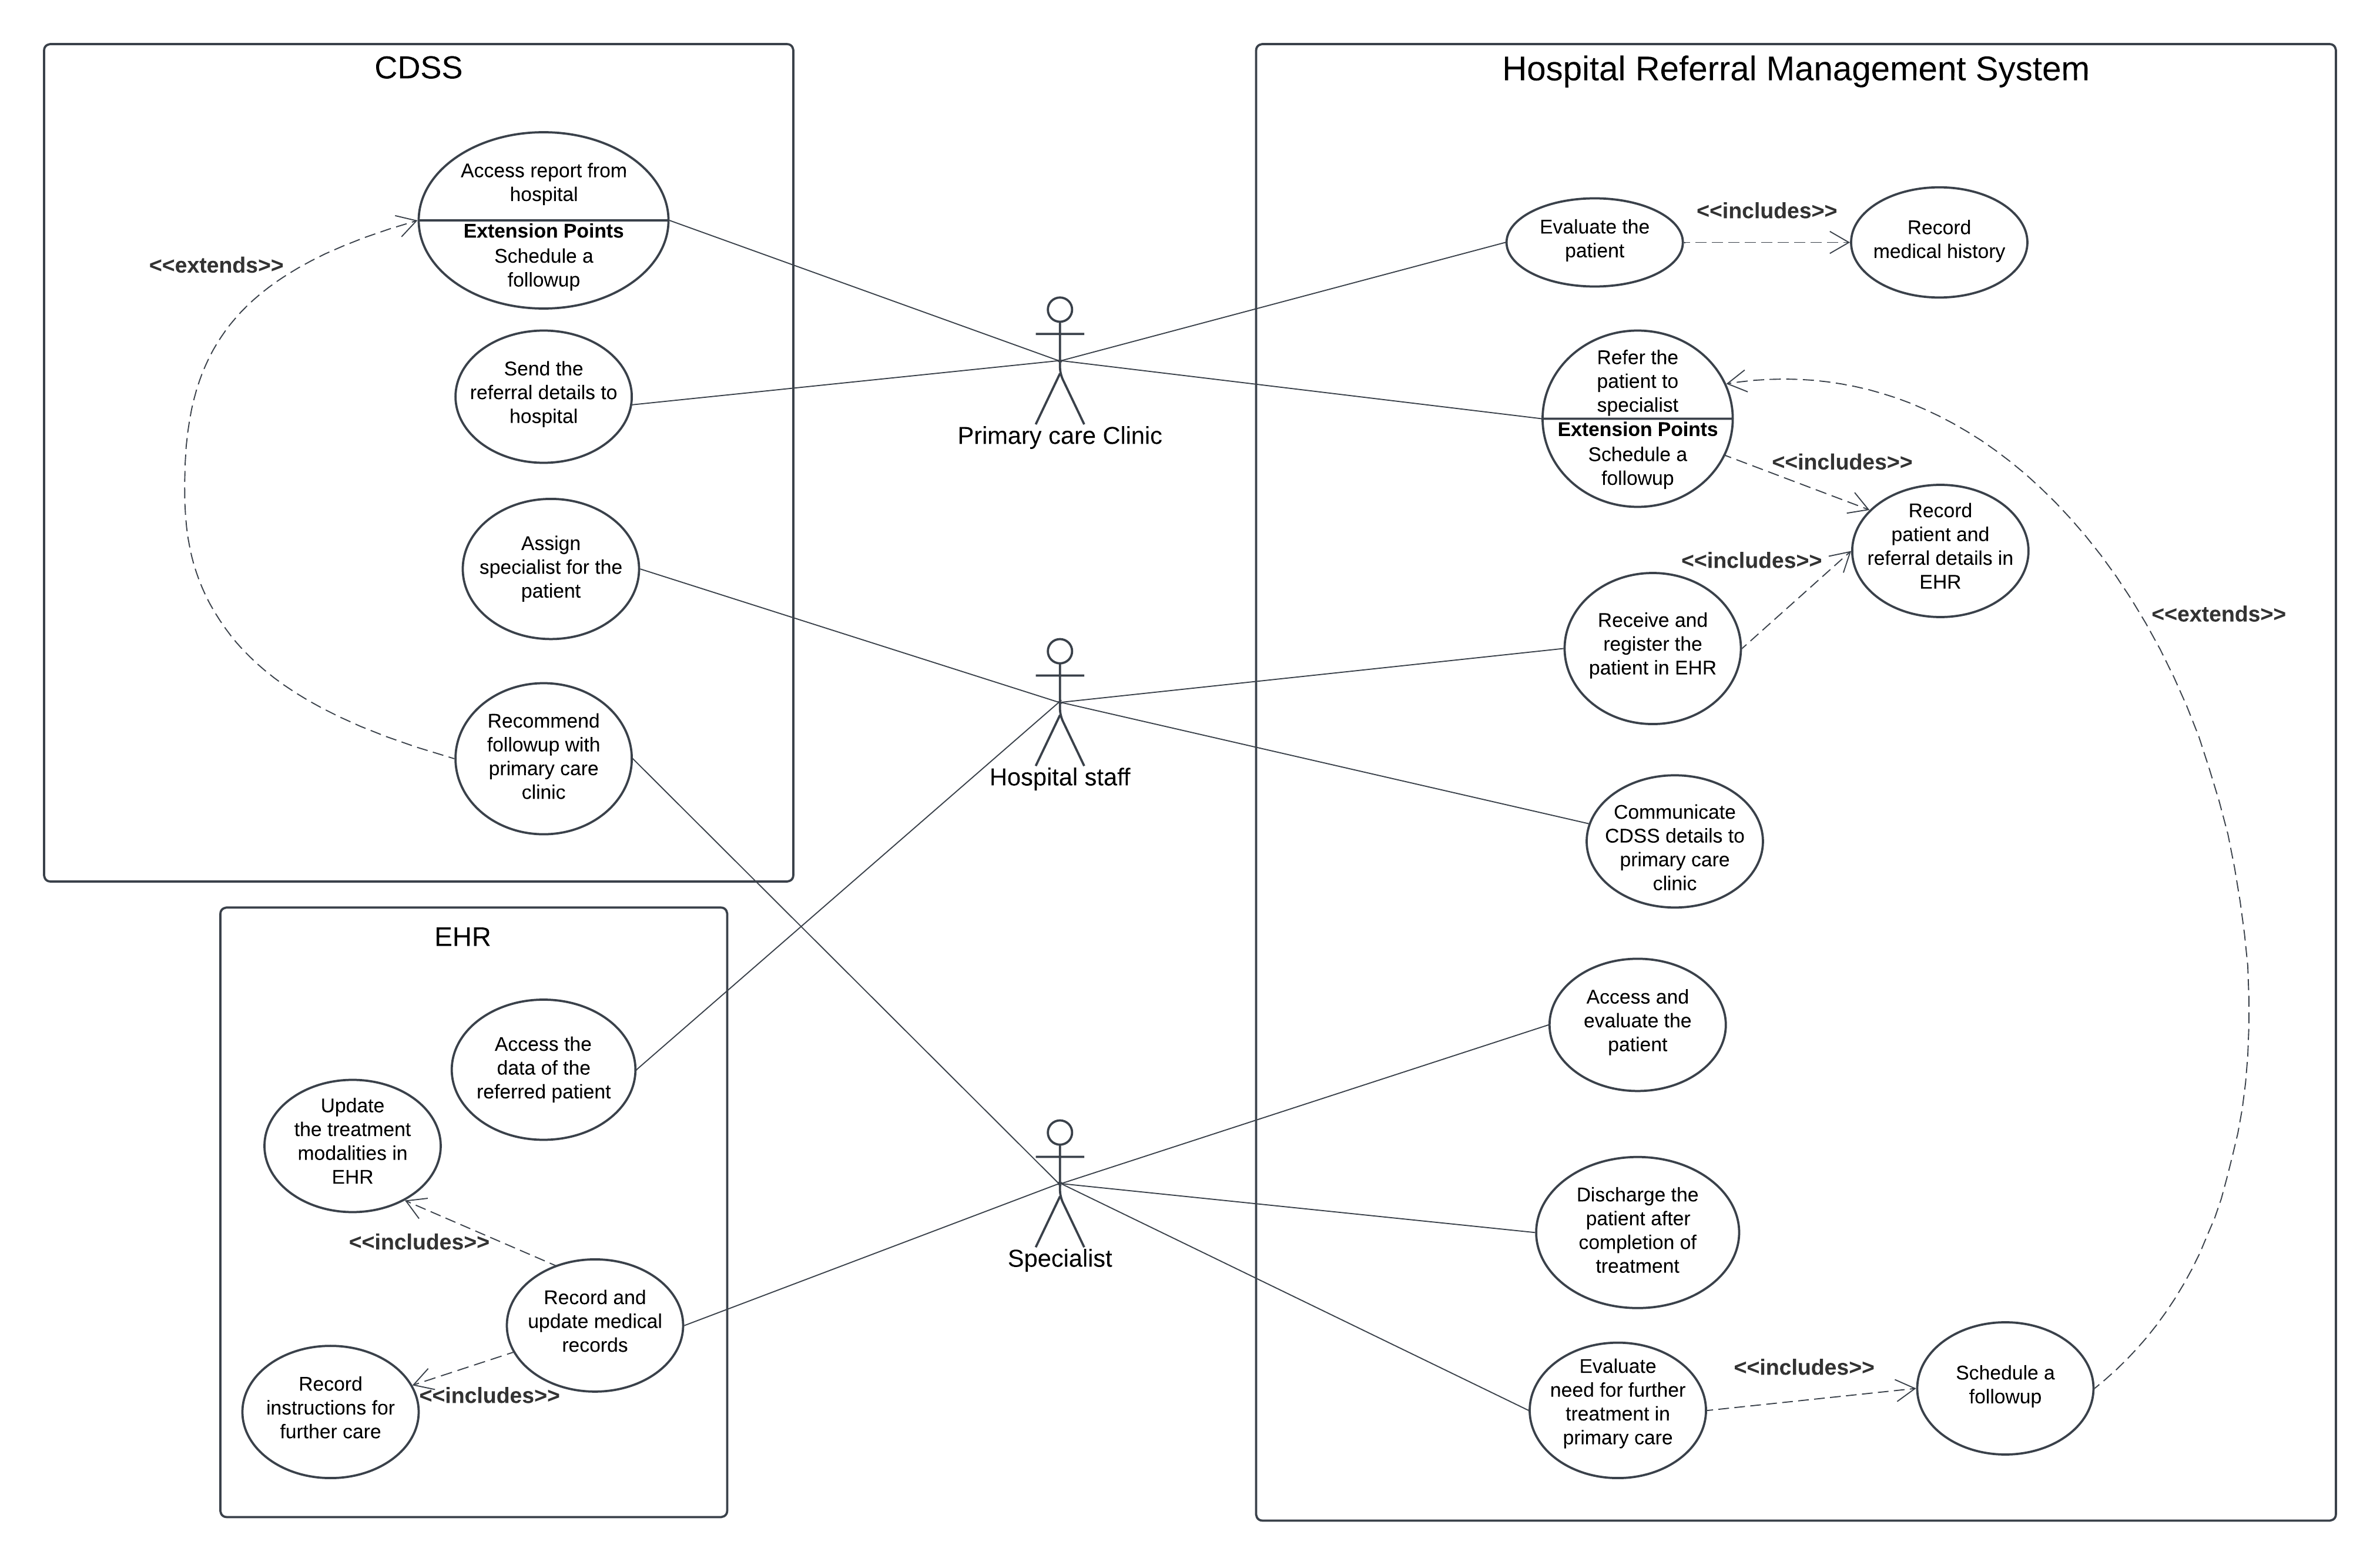 CDSS
Access report from
hospital
Extension Points
Schedule a
followup
<<extends>>
Send the
referral details to
hospital
Assign
specialist for the
patient
Recommend
followup with
primary care
clinic
EHR
Access the
data of the
referred patient
Update
the treatment
modalities in
EHR
<<includes>>
Record and
update medical
records
<<includes>>
Record
instructions for
further care
Primary care Clinic
Hospital staff
Specialist
Hospital Referral Management System
Evaluate the
patient
<<includes>>
Record
medical history
Refer the
patient to
specialist
Extension Points
Schedule a
followup
<<includes>>
Record
patient and
referral details in
EHR
<<includes>>
Receive and
register the
patient in EHR
<<extends>>
Communicate
CDSS details to
primary care
clinic
Access and
evaluate the
patient
Discharge the
patient after
completion of
treatment
Evaluate
need for further
treatment in
primary care
<<includes>>
Schedule a
followup